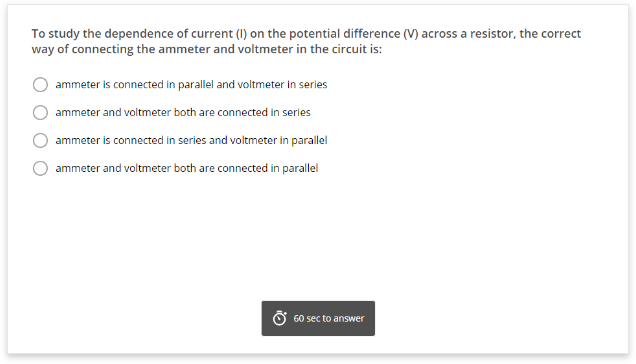 To study the dependence of current (I) on the potential difference (V) across a resistor, the correct
way of connecting the ammeter and voltmeter in the circuit is:
ammeter is connected in parallel and voltmeter in series
ammeter and voltmeter both are connected in series
ammeter is connected in series and voltmeter in parallel
ammeter and voltmeter both are connected in parallel
60 sec to answer